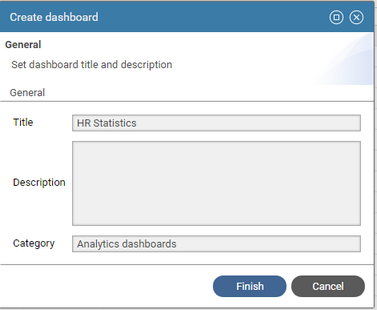 Create dashboard
General
Set dashboard title and description
General
Title HR Statistics
Description
Category Analytics dashboards
Finish Cancel